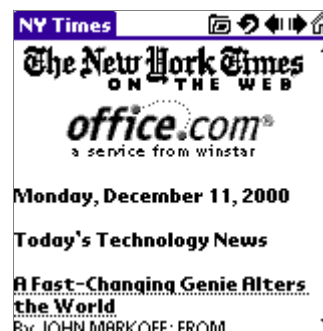 NY Times
The New York Times
ON THE WEB
office.com®
a service from winstar
Monday, December 11, 2000
Today's Technology News
A Fast-Changing Genie Alters
the World
By JOHN MARKOFF; FROM